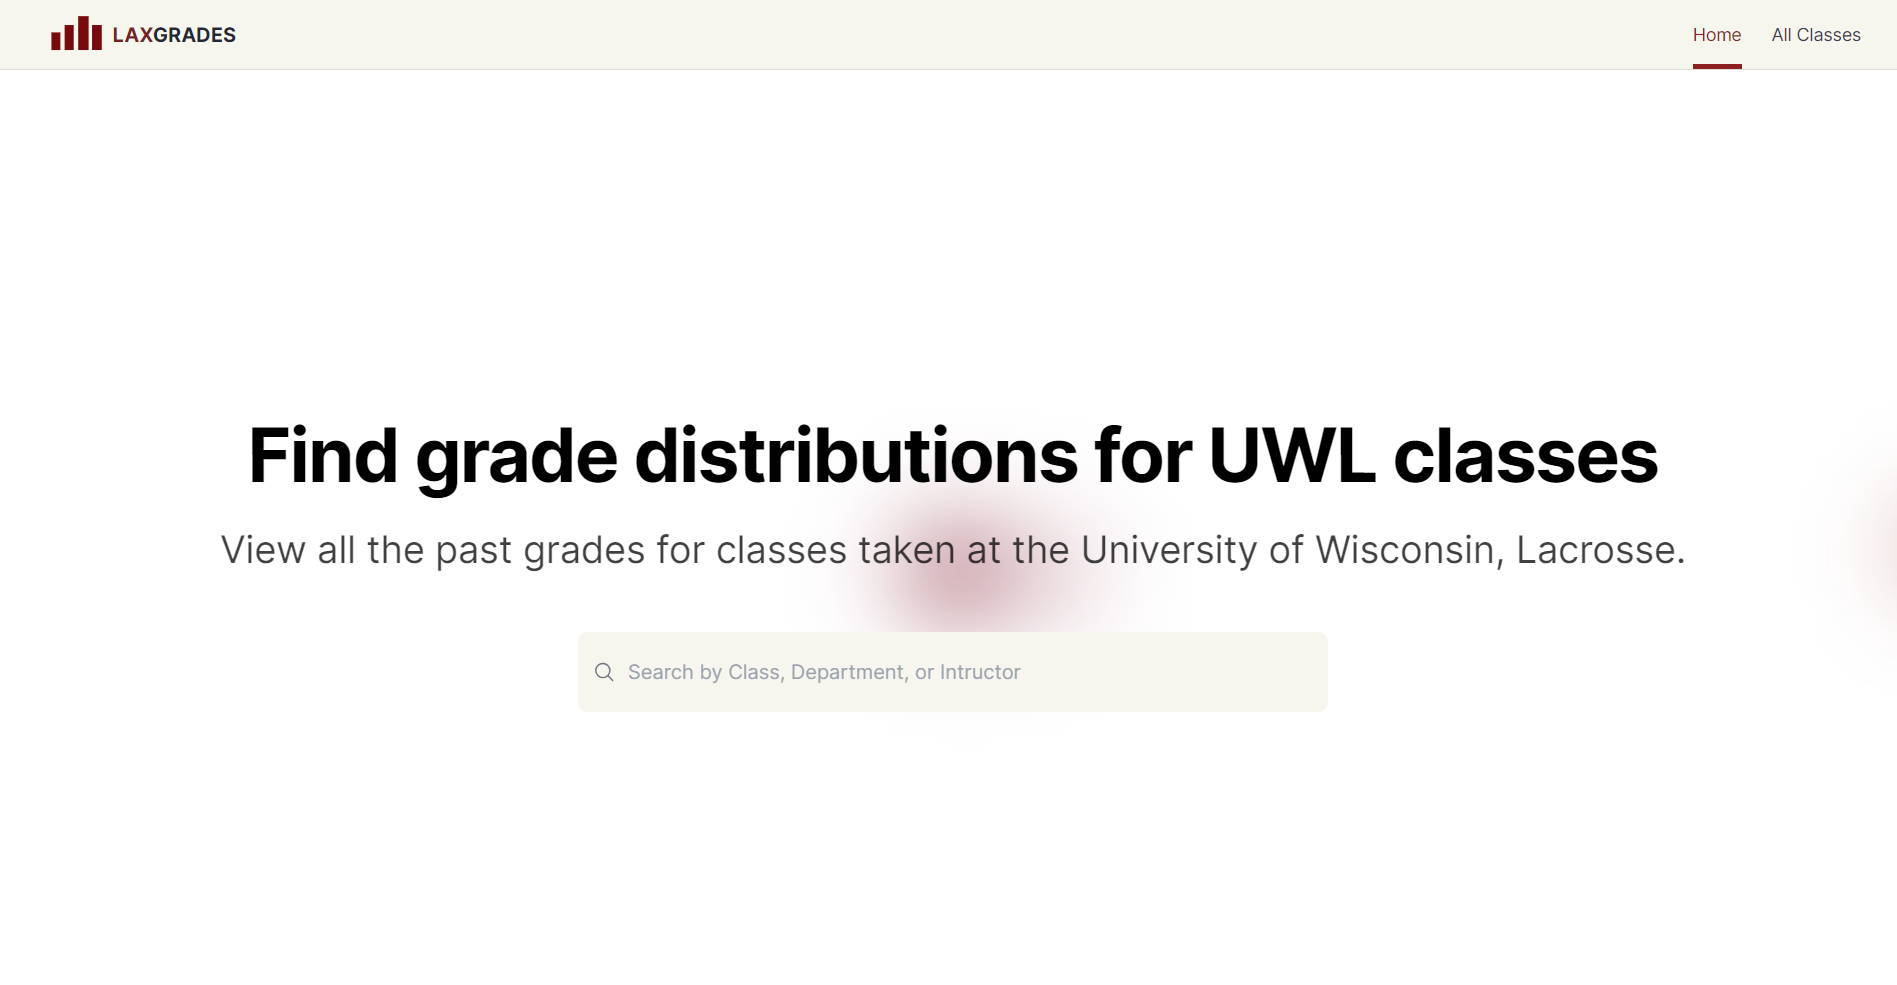 LAXGRADES
Home
All Classes
Find grade distributions for UWL classes
View all the past grades for classes taken at the University of Wisconsin, Lacrosse.
Search by Class, Department, or Intructor